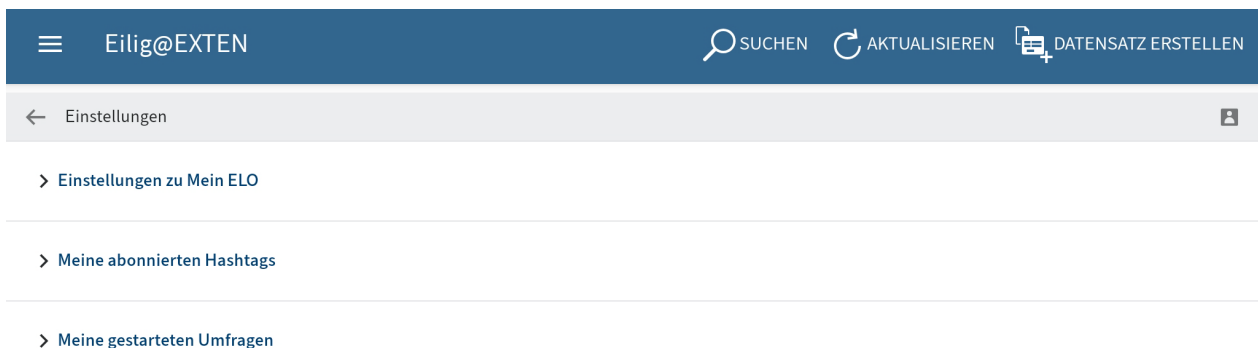 Eilig@EXTEN SUCHEN AKTUALISIEREN DATENSATZ ERSTELLEN
Einstellungen
Einstellungen zu Mein ELO
Meine abonnierten Hashtags
Meine gestarteten Umfragen